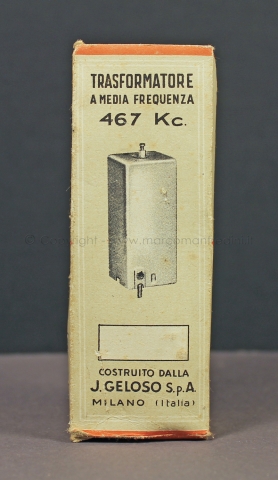 TRASFORMATORE
A MEDIA FREQUENZA
467 Kc.
COSTRUITO DALLA
J. GELOSO S.p.A.
MILANO (Italia)